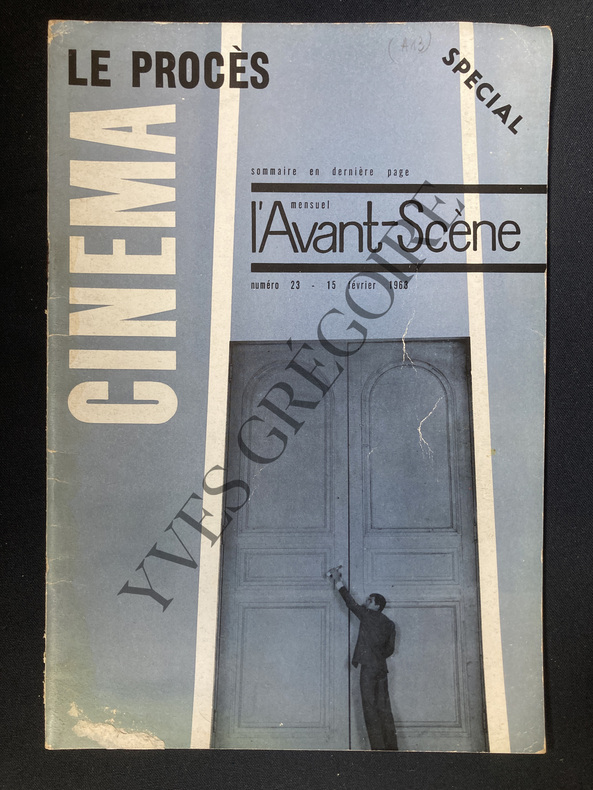 LE PROCÈS
SPECIAL
CINEMA
sommaire en dernière page
mensuel
l'Avant-Scène
numéro 23 - 15 février 1963
YVES GRÉGOIRE